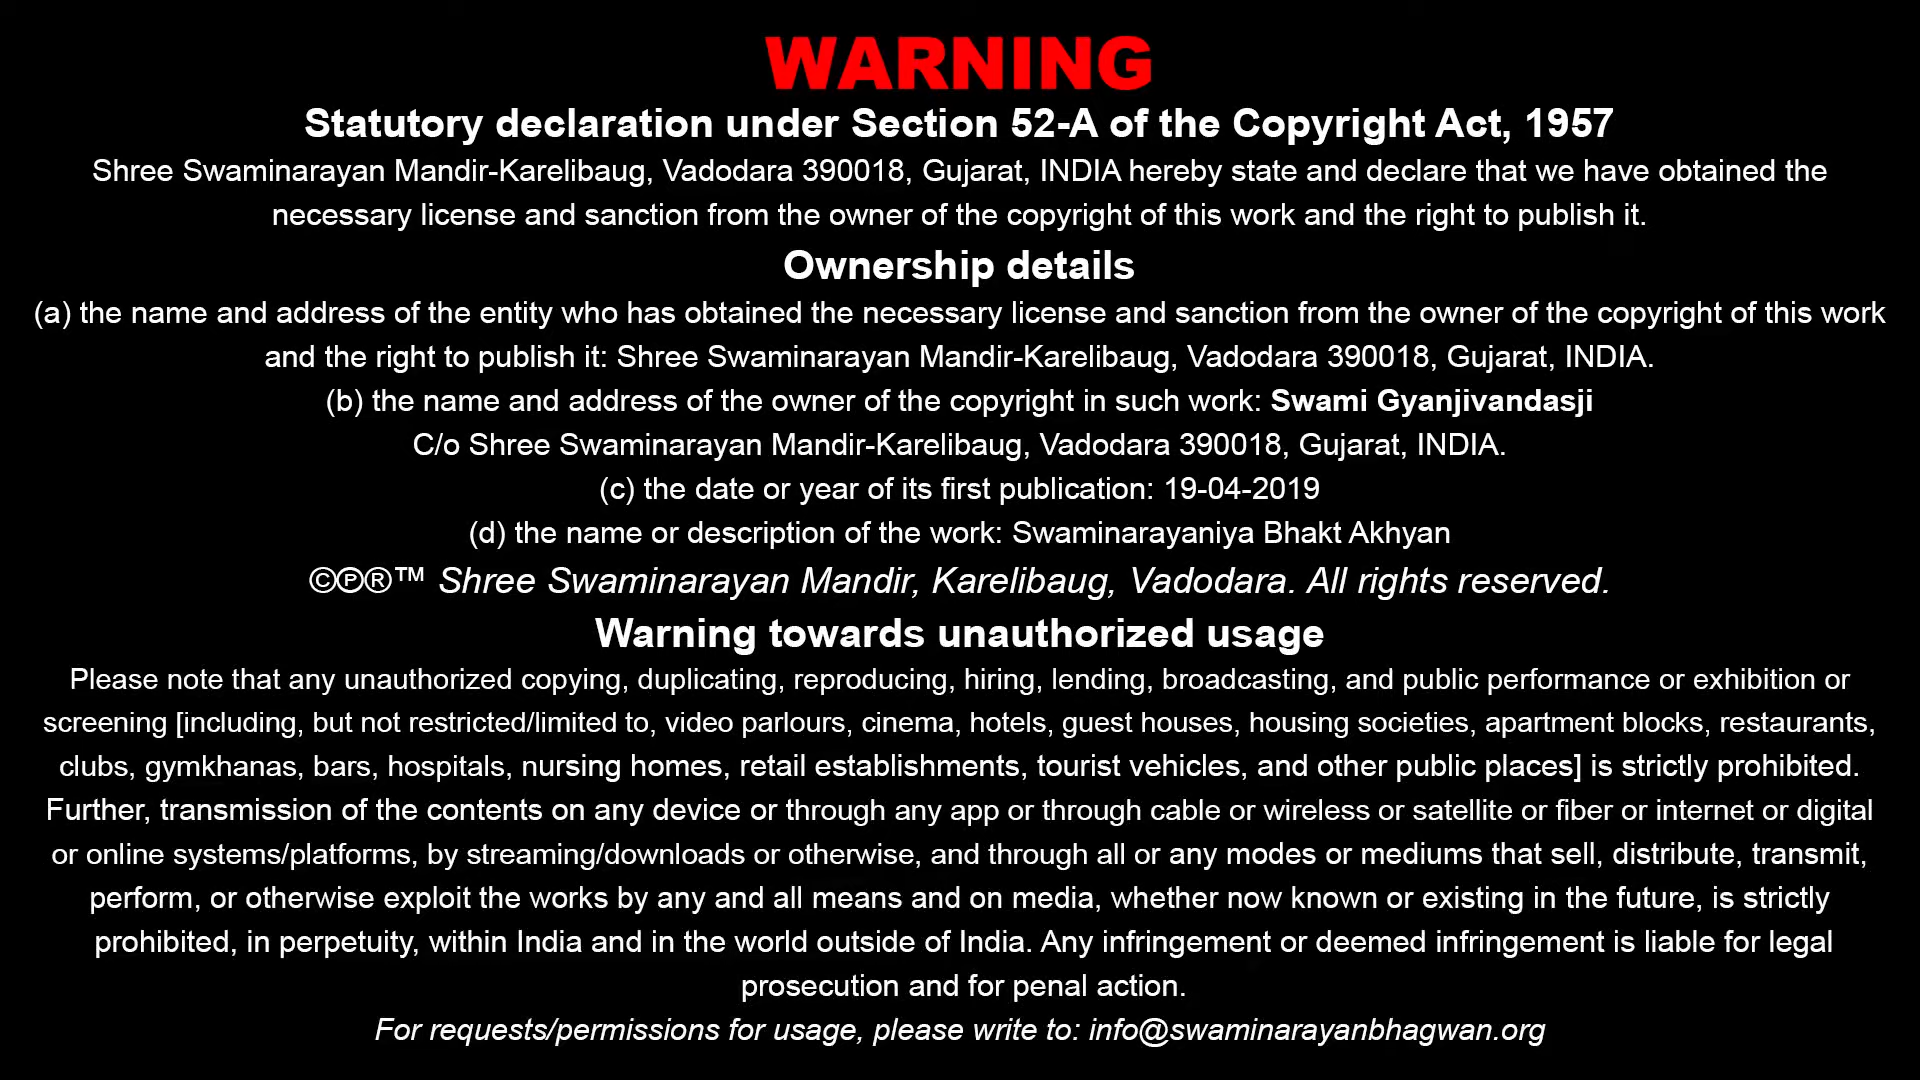 WARNING
Statutory declaration under Section 52-A of the Copyright Act, 1957
Shree Swaminarayan Mandir-Karelibaug, Vadodara 390018, Gujarat, INDIA hereby state and declare that we have obtained the
necessary license and sanction from the owner of the copyright of this work and the right to publish it.
Ownership details
(a) the name and address of the entity who has obtained the necessary license and sanction from the owner of the copyright of this work
and the right to publish it: Shree Swaminarayan Mandir-Karelibaug, Vadodara 390018, Gujarat, INDIA.
(b) the name and address of the owner of the copyright in such work: Swami Gyanjivandasji
C/o Shree Swaminarayan Mandir-Karelibaug, Vadodara 390018, Gujarat, INDIA.
(c) the date or year of its first publication: 19-04-2019
(d) the name or description of the work: Swaminarayaniya Bhakt Akhyan
©℗®™ Shree Swaminarayan Mandir, Karelibaug, Vadodara. All rights reserved.
Warning towards unauthorized usage
Please note that any unauthorized copying, duplicating, reproducing, hiring, lending, broadcasting, and public performance or exhibition or
screening [including, but not restricted/limited to, video parlours, cinema, hotels, guest houses, housing societies, apartment blocks, restaurants,
clubs, gymkhanas, bars, hospitals, nursing homes, retail establishments, tourist vehicles, and other public places] is strictly prohibited.
Further, transmission of the contents on any device or through any app or through cable or wireless or satellite or fiber or internet or digital
or online systems/platforms, by streaming/downloads or otherwise, and through all or any modes or mediums that sell, distribute, transmit,
perform, or otherwise exploit the works by any and all means and on media, whether now known or existing in the future, is strictly
prohibited, in perpetuity, within India and in the world outside of India. Any infringement or deemed infringement is liable for legal
prosecution and for penal action.
For requests/permissions for usage, please write to: info@swaminarayanbhagwan.org